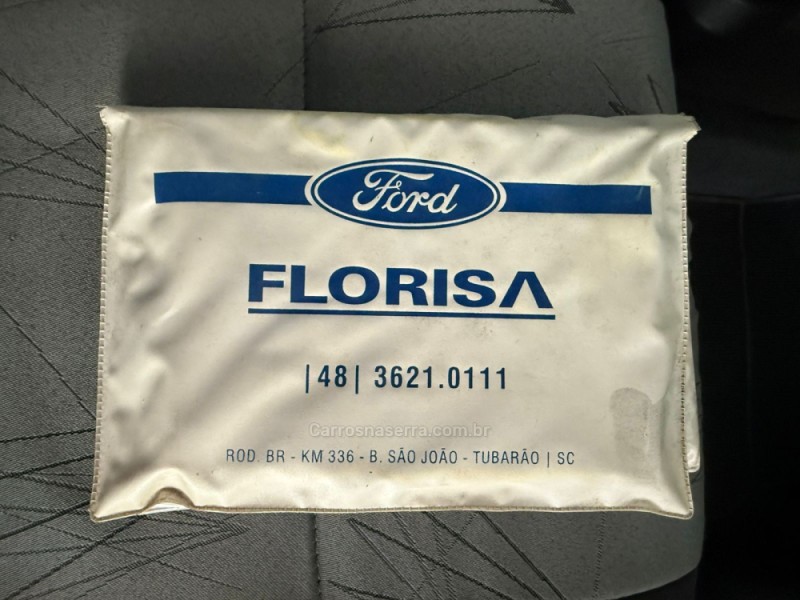 Ford
FLORISA
|48| 3621.0111
Carrosnaserra.com.br
ROD. BR - KM 336 - B. SÃO JOÃO - TUBARÃO | SC